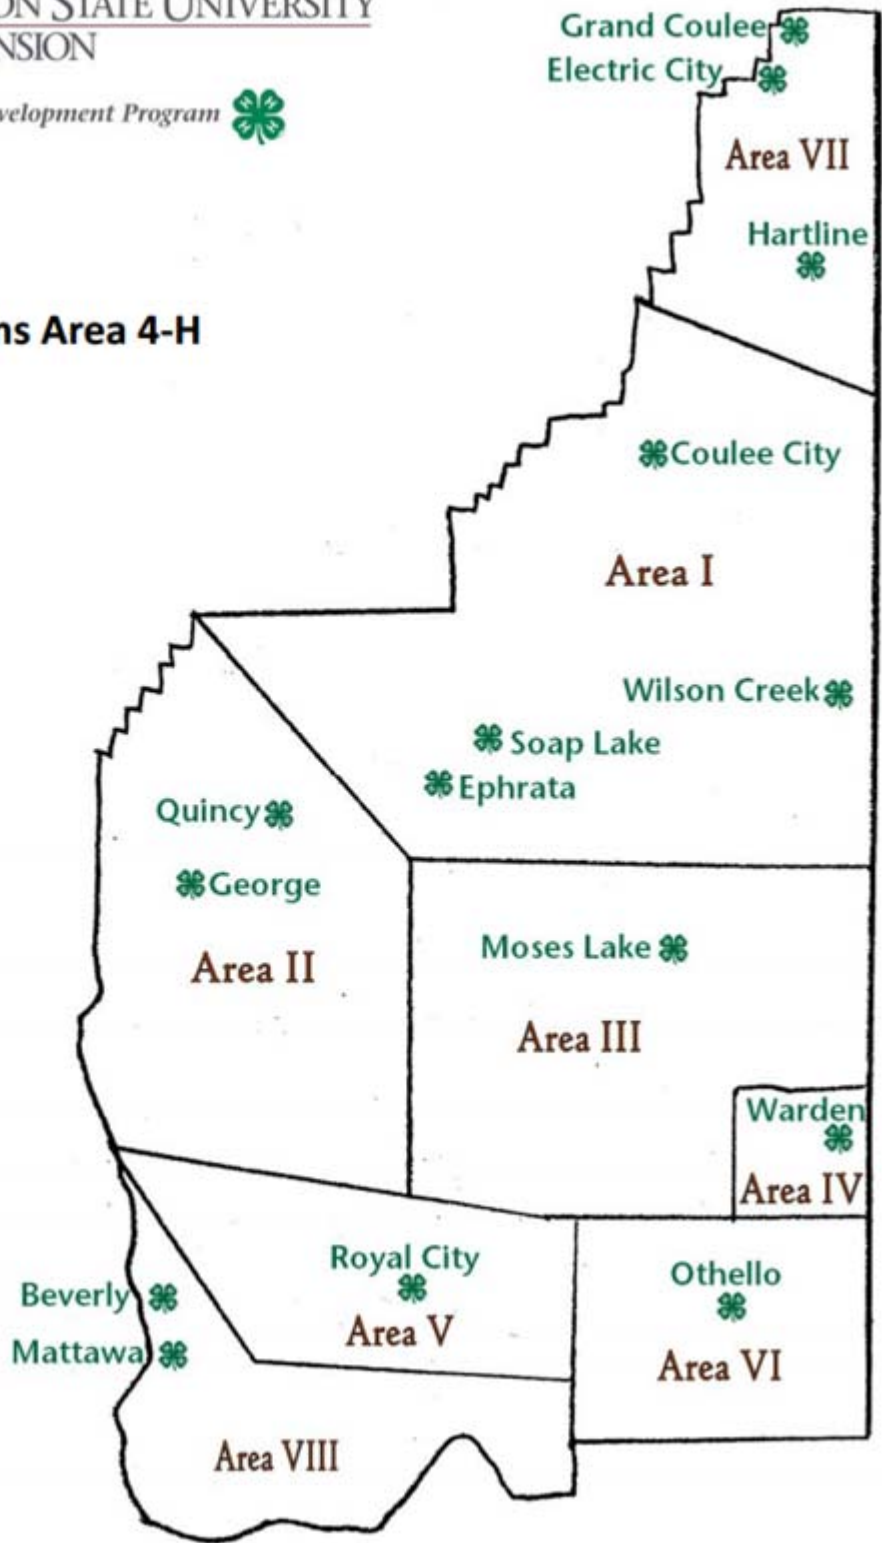 ON STATE UNIVERSITY
NSION
velopment Program
H H H H
ns Area 4-H
Grand Coulee
Electric City
Area VII
Hartline
Coulee City
Area I
Wilson Creek
Soap Lake
Ephrata
Quincy
George
Area II
Moses Lake
Area III
Warden
Area IV
Royal City
Area V
Othello
Area VI
Beverly
Mattawa
Area VIII